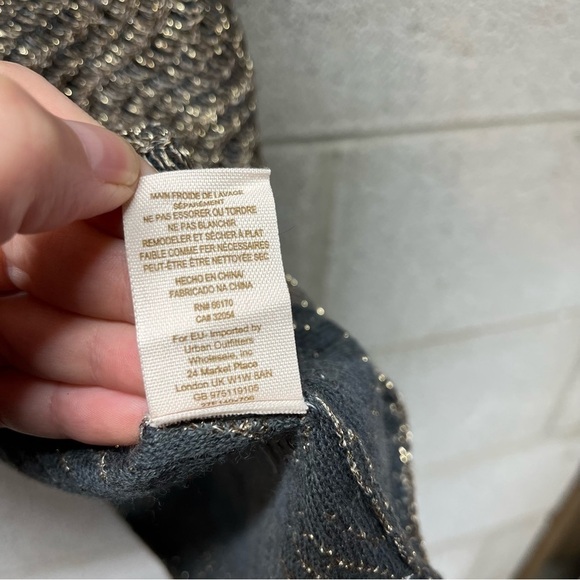 MAIN FROIDE DE LAVAGE
SÉPARÉMENT
NE PAS ESSORER OU TORDRE
NE PAS BLANCHIR
REMODELER ET SÉCHER À PLAT
FAIBLE COMME FER NÉCESSAIRES
PEUT-ÊTRE ÊTRE NETTOYÉE SEC
HECHO EN CHINA/
FABRICADO NA CHINA
RN# 66170
CA# 32054
For EU- Imported by
Urban Outfitters
Wholesale, Inc
24 Market Place
London UK W1W 8AN
GB 975119105